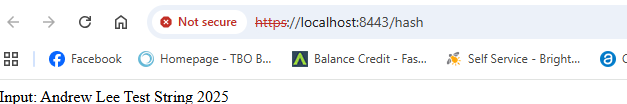 Not secure https://localhost:8443/hash
Facebook Homepage - TBO B... Balance Credit - Fas... Self Service - Bright...
Input: Andrew Lee Test String 2025